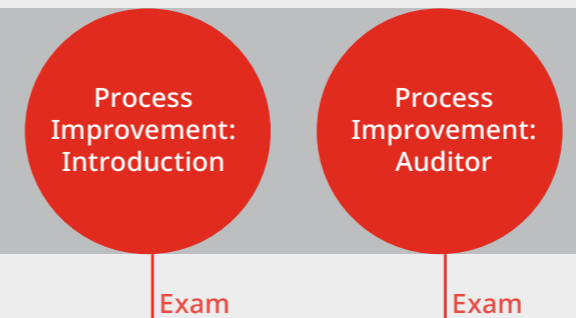 Process
Improvement:
Introduction
Process
Improvement:
Auditor
Exam
Exam